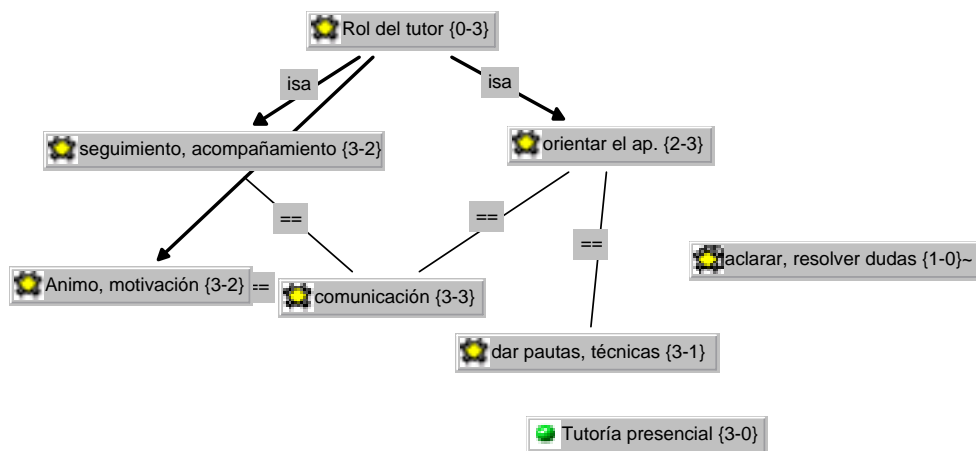 Rol del tutor {0-3}
isa
isa
seguimiento, acompañamiento {3-2}
orientar el ap. {2-3}
==
==
==
aclarar, resolver dudas {1-0}~
Animo, motivación {3-2}
==
comunicación {3-3}
dar pautas, técnicas {3-1}
Tutoría presencial {3-0}